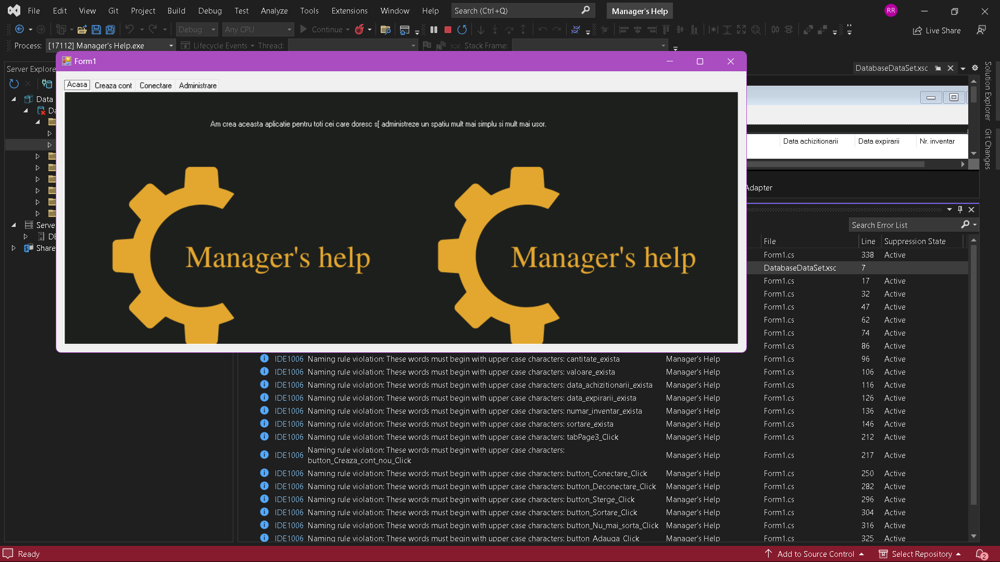 File Edit View Git Project Build Debug Test Analyze Tools Extensions Window Help Search (Ctrl+Q) Manager's Help RR
Debug Any CPU Continue Live Share
Process: [17112] Manager's Help.exe Lifecycle Events Thread: Stack Frame:
Form1
Server Explore DatabaseDataSet.xsc
Acasa Creaza cont Conectare Administrare
Data
Da
Serve
DE
Share
Solution Explorer
Git Changes
Am crea aceasta aplicatie pentru toti cei care doresc s[ administreze un spatiu mult mai simplu si mult mai usor.
Manager's help Manager's help
Data achizitionarii Data expirarii Nr. inventar
Adapter
Search Error List
File Line Suppression State
Form1.cs 338 Active
DatabaseDataSet.xsc 7
Form1.cs 17 Active
Form1.cs 32 Active
Form1.cs 47 Active
Form1.cs 62 Active
Form1.cs 74 Active
Form1.cs 86 Active
IDE1006 Naming rule violation: These words must begin with upper case characters: cantitate_exista Manager's Help Form1.cs 96 Active
IDE1006 Naming rule violation: These words must begin with upper case characters: valoare_exista Manager's Help Form1.cs 106 Active
IDE1006 Naming rule violation: These words must begin with upper case characters: data_achizitionarii_exista Manager's Help Form1.cs 116 Active
IDE1006 Naming rule violation: These words must begin with upper case characters: data_expirarii_exista Manager's Help Form1.cs 126 Active
IDE1006 Naming rule violation: These words must begin with upper case characters: numar_inventar_exista Manager's Help Form1.cs 136 Active
IDE1006 Naming rule violation: These words must begin with upper case characters: sortare_exista Manager's Help Form1.cs 146 Active
IDE1006 Naming rule violation: These words must begin with upper case characters: tabPage3_Click Manager's Help Form1.cs 212 Active
IDE1006 Naming rule violation: These words must begin with upper case characters:
button_Creaza_cont_nou_Click Manager's Help Form1.cs 217 Active
IDE1006 Naming rule violation: These words must begin with upper case characters: button_Conectare_Click Manager's Help Form1.cs 250 Active
IDE1006 Naming rule violation: These words must begin with upper case characters: button_Deconectare_Click Manager's Help Form1.cs 282 Active
IDE1006 Naming rule violation: These words must begin with upper case characters: button_Sterge_Click Manager's Help Form1.cs 296 Active
IDE1006 Naming rule violation: These words must begin with upper case characters: button_Sortare_Click Manager's Help Form1.cs 304 Active
IDE1006 Naming rule violation: These words must begin with upper case characters: button_Nu_mai_sorta_Click Manager's Help Form1.cs 316 Active
IDE1006 Naming rule violation: These words must begin with upper case characters: button_Adauga_Click Manager's Help Form1.cs 325 Active
Ready Add to Source Control Select Repository 2